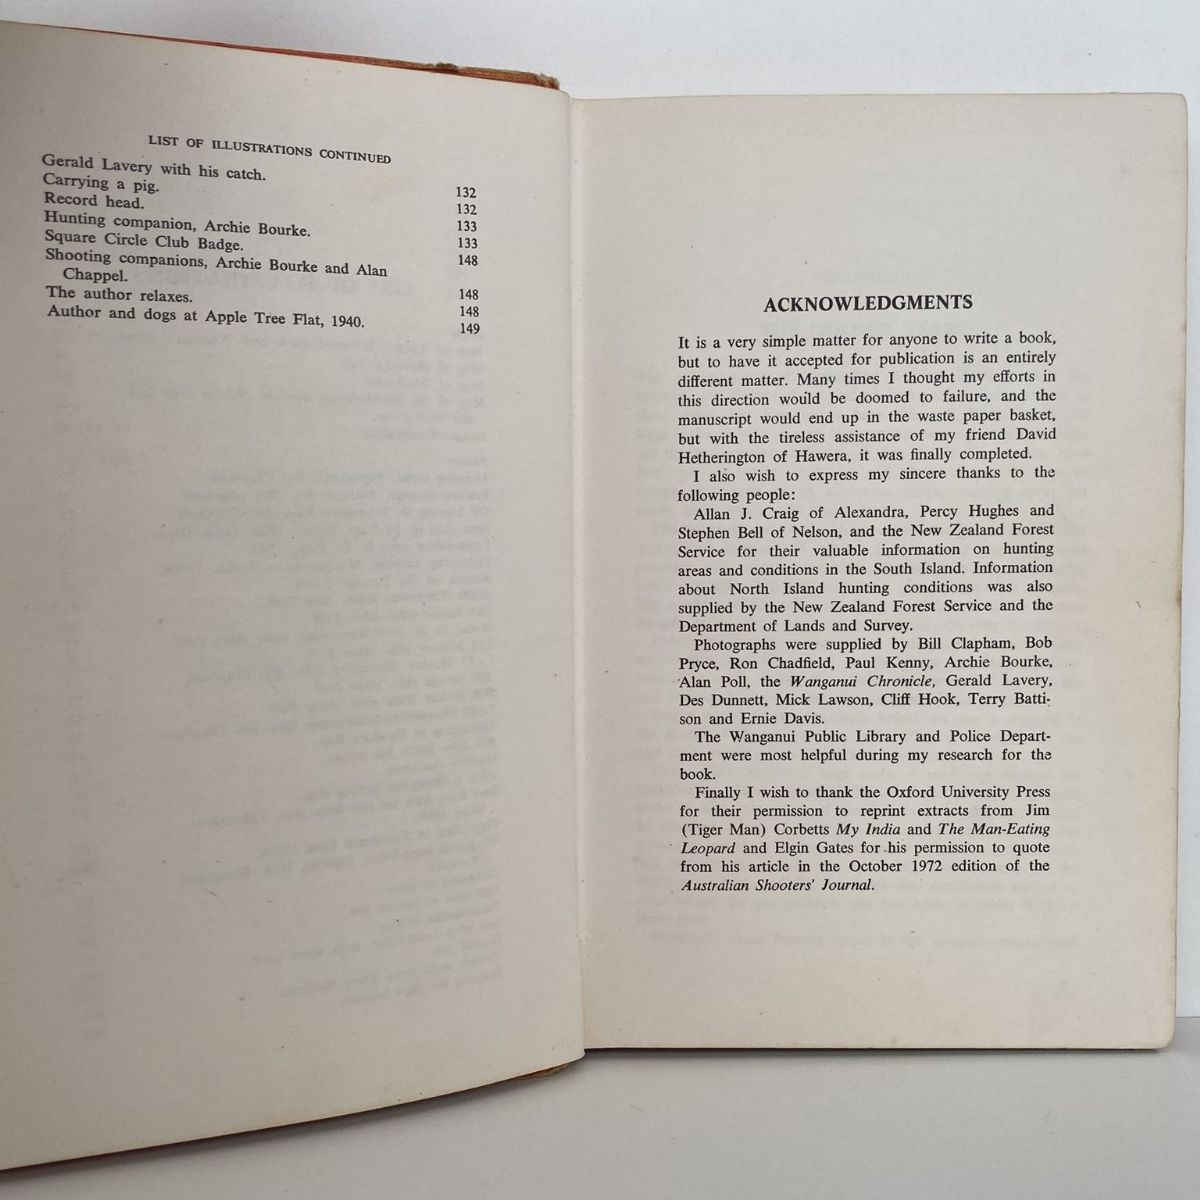 LIST OF ILLUSTRATIONS CONTINUED
Gerald Lavery with his catch. 132
Carrying a pig. 132
Record head. 133
Hunting companion, Archie Bourke. 133
Square Circle Club Badge. 148
Shooting companions, Archie Bourke and Alan
Chappel. 148
The author relaxes. 148
Author and dogs at Apple Tree Flat, 1940. 149
ACKNOWLEDGMENTS
It is a very simple matter for anyone to write a book,
but to have it accepted for publication is an entirely
different matter. Many times I thought my efforts in
this direction would be doomed to failure, and the
manuscript would end up in the waste paper basket,
but with the tireless assistance of my friend David
Hetherington of Hawera, it was finally completed.
I also wish to express my sincere thanks to the
following people:
Allan J. Craig of Alexandra, Percy Hughes and
Stephen Bell of Nelson, and the New Zealand Forest
Service for their valuable information on hunting
areas and conditions in the South Island. Information
about North Island hunting conditions was also
supplied by the New Zealand Forest Service and the
Department of Lands and Survey.
Photographs were supplied by Bill Clapham, Bob
Pryce, Ron Chadfield, Paul Kenny, Archie Bourke,
Alan Poll, the Wanganui Chronicle, Gerald Lavery,
Des Dunnett, Mick Lawson, Cliff Hook, Terry Batti-
son and Ernie Davis.
The Wanganui Public Library and Police Depart-
ment were most helpful during my research for the
book.
Finally I wish to thank the Oxford University Press
for their permission to reprint extracts from Jim
(Tiger Man) Corbetts My India and The Man-Eating
Leopard and Elgin Gates for his permission to quote
from his article in the October 1972 edition of the
Australian Shooters' Journal.